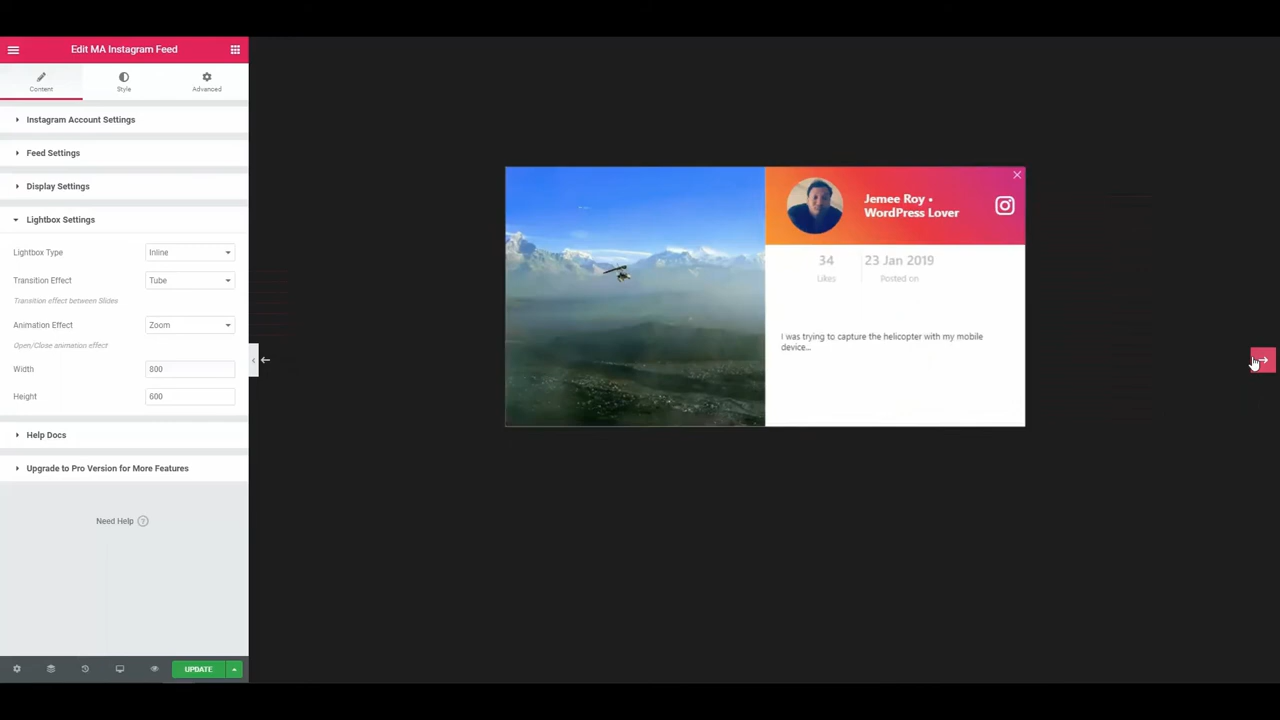 Edit MA Instagram Feed
Content
Style
Advanced
Instagram Account Settings
Feed Settings
Display Settings
Lightbox Settings
Lightbox Type
Inline
Transition Effect
Tube
Transition effect between Slides
Animation Effect
Zoom
Open/Close animation effect
Width
800
Height
600
Help Docs
Upgrade to Pro Version for More Features
Need Help ?
UPDATE
Jemee Roy •
WordPress Lover
34
23 Jan 2019
Likes
Posted on
I was trying to capture the helicopter with my mobile
device...